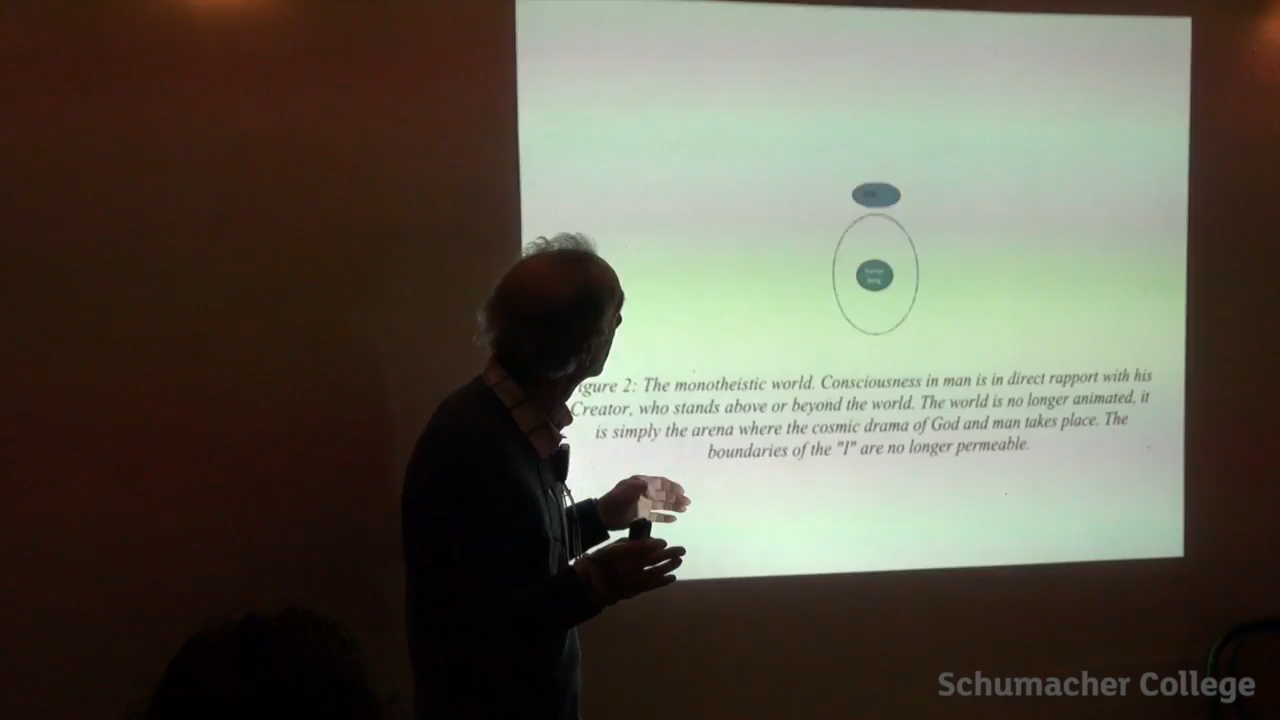 Human
Being
igure 2: The monotheistic world. Consciousness in man is in direct rapport with his
Creator, who stands above or beyond the world. The world is no longer animated, it
is simply the arena where the cosmic drama of God and man takes place. The
boundaries of the "I" are no longer permeable.
Schumacher College